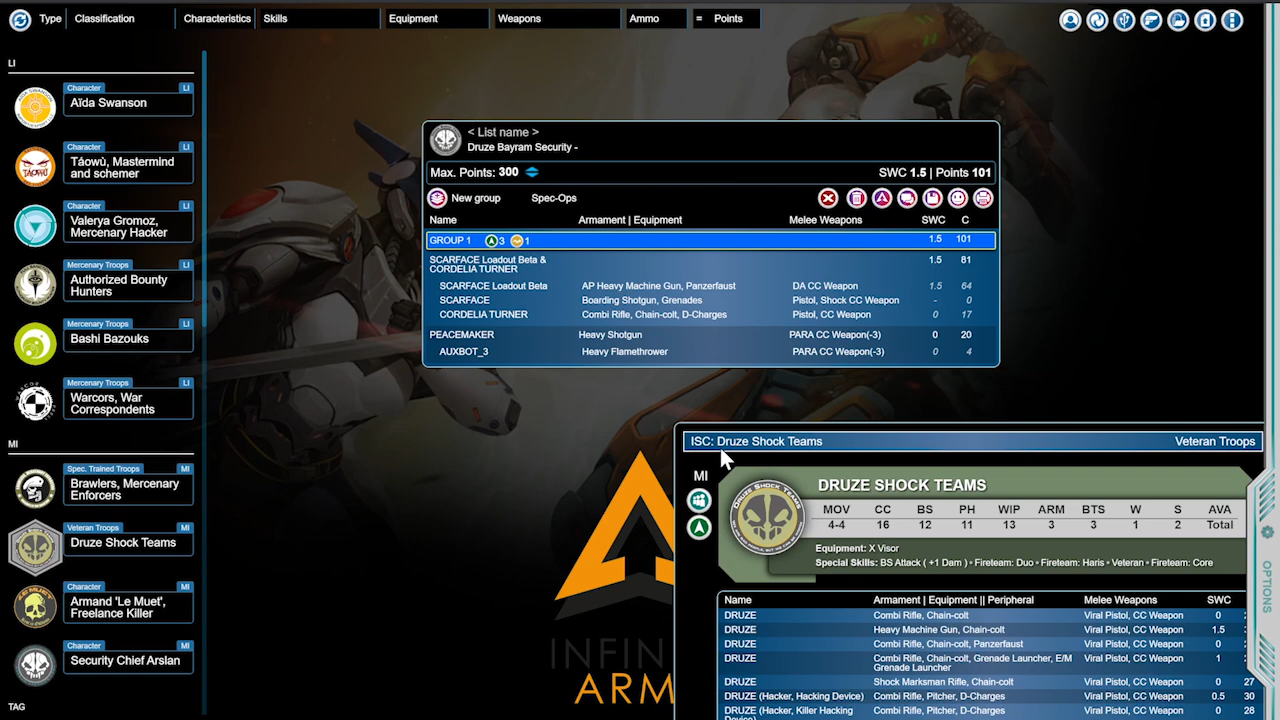 Type Classification Characteristics Skills Equipment Weapons Ammo = Points
LI
Character LI
Aïda Swanson
Character LI
Táowù, Mastermind
and schemer
Character LI
Valerya Gromoz,
Mercenary Hacker
Mercenary Troops LI
Authorized Bounty
Hunters
Mercenary Troops LI
Bashi Bazouks
Mercenary Troops LI
Warcors, War
Correspondents
MI
Spec. Trained Troops MI
Brawlers, Mercenary
Enforcers
Veteran Troops MI
Druze Shock Teams
Character MI
Armand 'Le Muet',
Freelance Killer
Character MI
Security Chief Arslan
TAG
< List name >
Druze Bayram Security -
Max. Points: 300 SWC 1.5 | Points 101
New group Spec-Ops
Name Armament | Equipment Melee Weapons SWC C
GROUP 1 3 1 1.5 101
SCARFACE Loadout Beta & 1.5 81
CORDELIA TURNER
SCARFACE Loadout Beta AP Heavy Machine Gun, Panzerfaust DA CC Weapon 1.5 64
SCARFACE Boarding Shotgun, Grenades Pistol, Shock CC Weapon - 0
CORDELIA TURNER Combi Rifle, Chain-colt, D-Charges Pistol, CC Weapon 0 17
PEACEMAKER Heavy Shotgun PARA CC Weapon(-3) 0 20
AUXBOT_3 Heavy Flamethrower PARA CC Weapon(-3) 0 4
INFIN
ARM
ISC: Druze Shock Teams Veteran Troops
MI
DRUZE SHOCK TEAMS
DRUZE SHOCK TEAMS
MOV CC BS PH WIP ARM BTS W S AVA
4-4 16 12 11 13 3 3 1 2 Total
Equipment: X Visor
Special Skills: BS Attack ( +1 Dam ) • Fireteam: Duo • Fireteam: Haris • Veteran • Fireteam: Core
Name Armament | Equipment || Peripheral Melee Weapons SWC
DRUZE Combi Rifle, Chain-colt Viral Pistol, CC Weapon 0
DRUZE Heavy Machine Gun, Chain-colt Viral Pistol, CC Weapon 1.5
DRUZE Combi Rifle, Chain-colt, Panzerfaust Viral Pistol, CC Weapon 0
DRUZE Combi Rifle, Chain-colt, Grenade Launcher, E/M Viral Pistol, CC Weapon 1
Grenade Launcher
DRUZE Shock Marksman Rifle, Chain-colt Viral Pistol, CC Weapon 0 27
DRUZE (Hacker, Hacking Device) Combi Rifle, Pitcher, D-Charges Viral Pistol, CC Weapon 0.5 30
DRUZE (Hacker, Killer Hacking Combi Rifle, Pitcher, D-Charges Viral Pistol, CC Weapon 0 28
Device)
OPTIONS